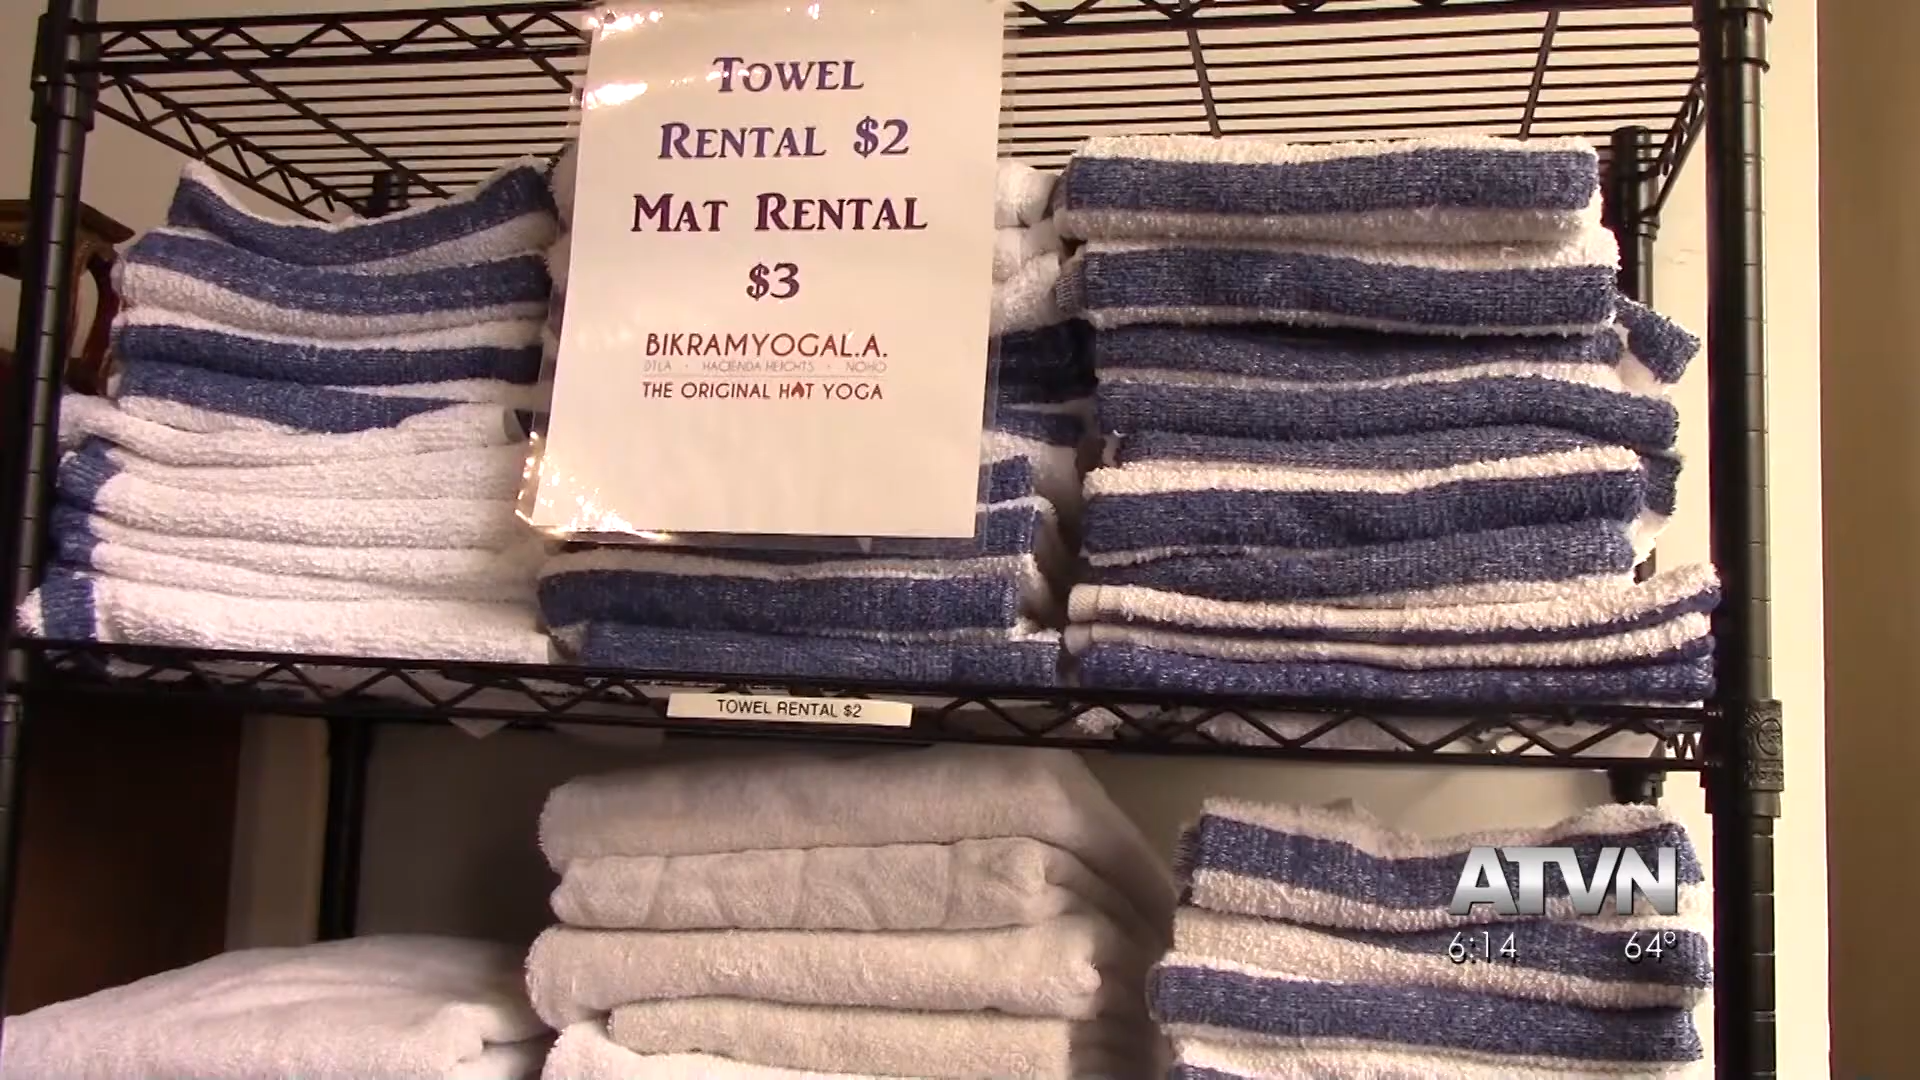 TOWEL
RENTAL $2
MAT RENTAL
$3
BIKRAMYOGAL.A.
DTLA • HACIENDA HEIGHTS • NOHO
THE ORIGINAL HOT YOGA
TOWEL RENTAL $2
ATVN
6:14 64°